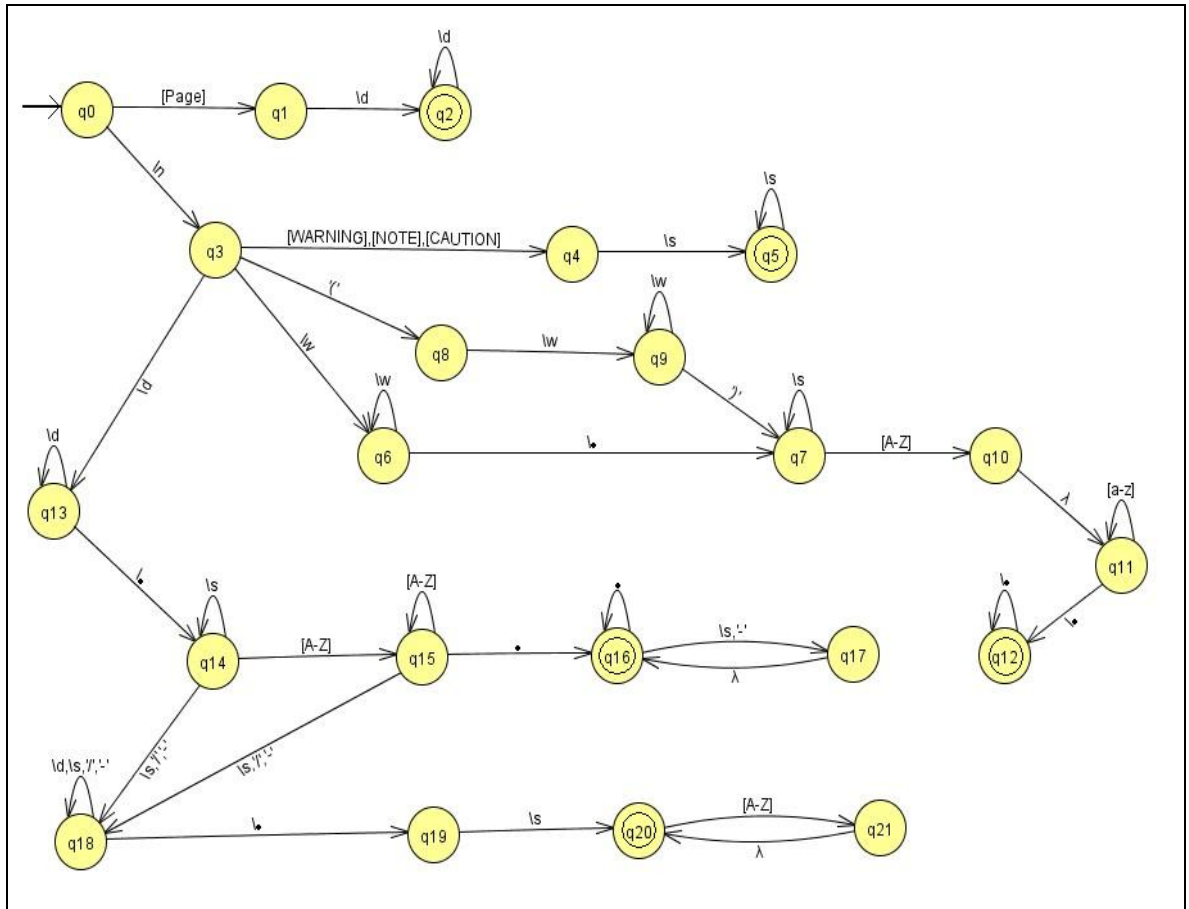 \d
[Page]
\d
q0
q1
q2
\n
\s
[WARNING],[NOTE],[CAUTION]
\s
q3
q4
q5
'('
\w
\w
q8
q9
\w
')'
\d
\w
\s
\d
q6
\.
q7
[A-Z]
q10
λ
[a-z]
q13
q11
\.
\s
[A-Z]
.
\.
\.
[A-Z]
.
\s,'-'
q14
q15
q16
λ
q17
q12
\s,'/','-'
\s,'/','-'
\d,\s,'/','-'
[A-Z]
\.
\s
q18
q19
q20
λ
q21